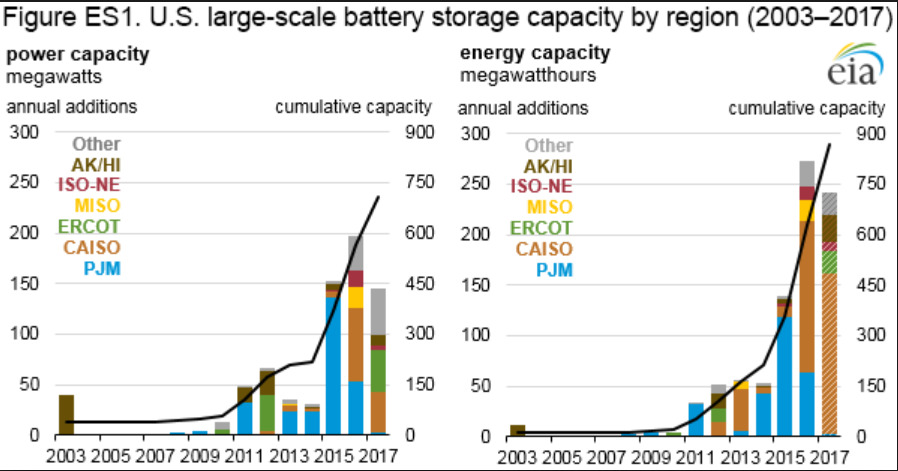 Figure ES1. U.S. large-scale battery storage capacity by region (2003–2017)
power capacity
megawatts
annual additions
cumulative capacity
300
250
200
150
100
50
0
Other
AK/HI
ISO-NE
MISO
ERCOT
CAISO
PJM
900
750
600
450
300
150
0
2003 2005 2007 2009 2011 2013 2015 2017
energy capacity
megawatthours
eia
annual additions
cumulative capacity
300
250
200
150
100
50
0
Other
AK/HI
ISO-NE
MISO
ERCOT
CAISO
PJM
900
750
600
450
300
150
0
2003 2005 2007 2009 2011 2013 2015 2017